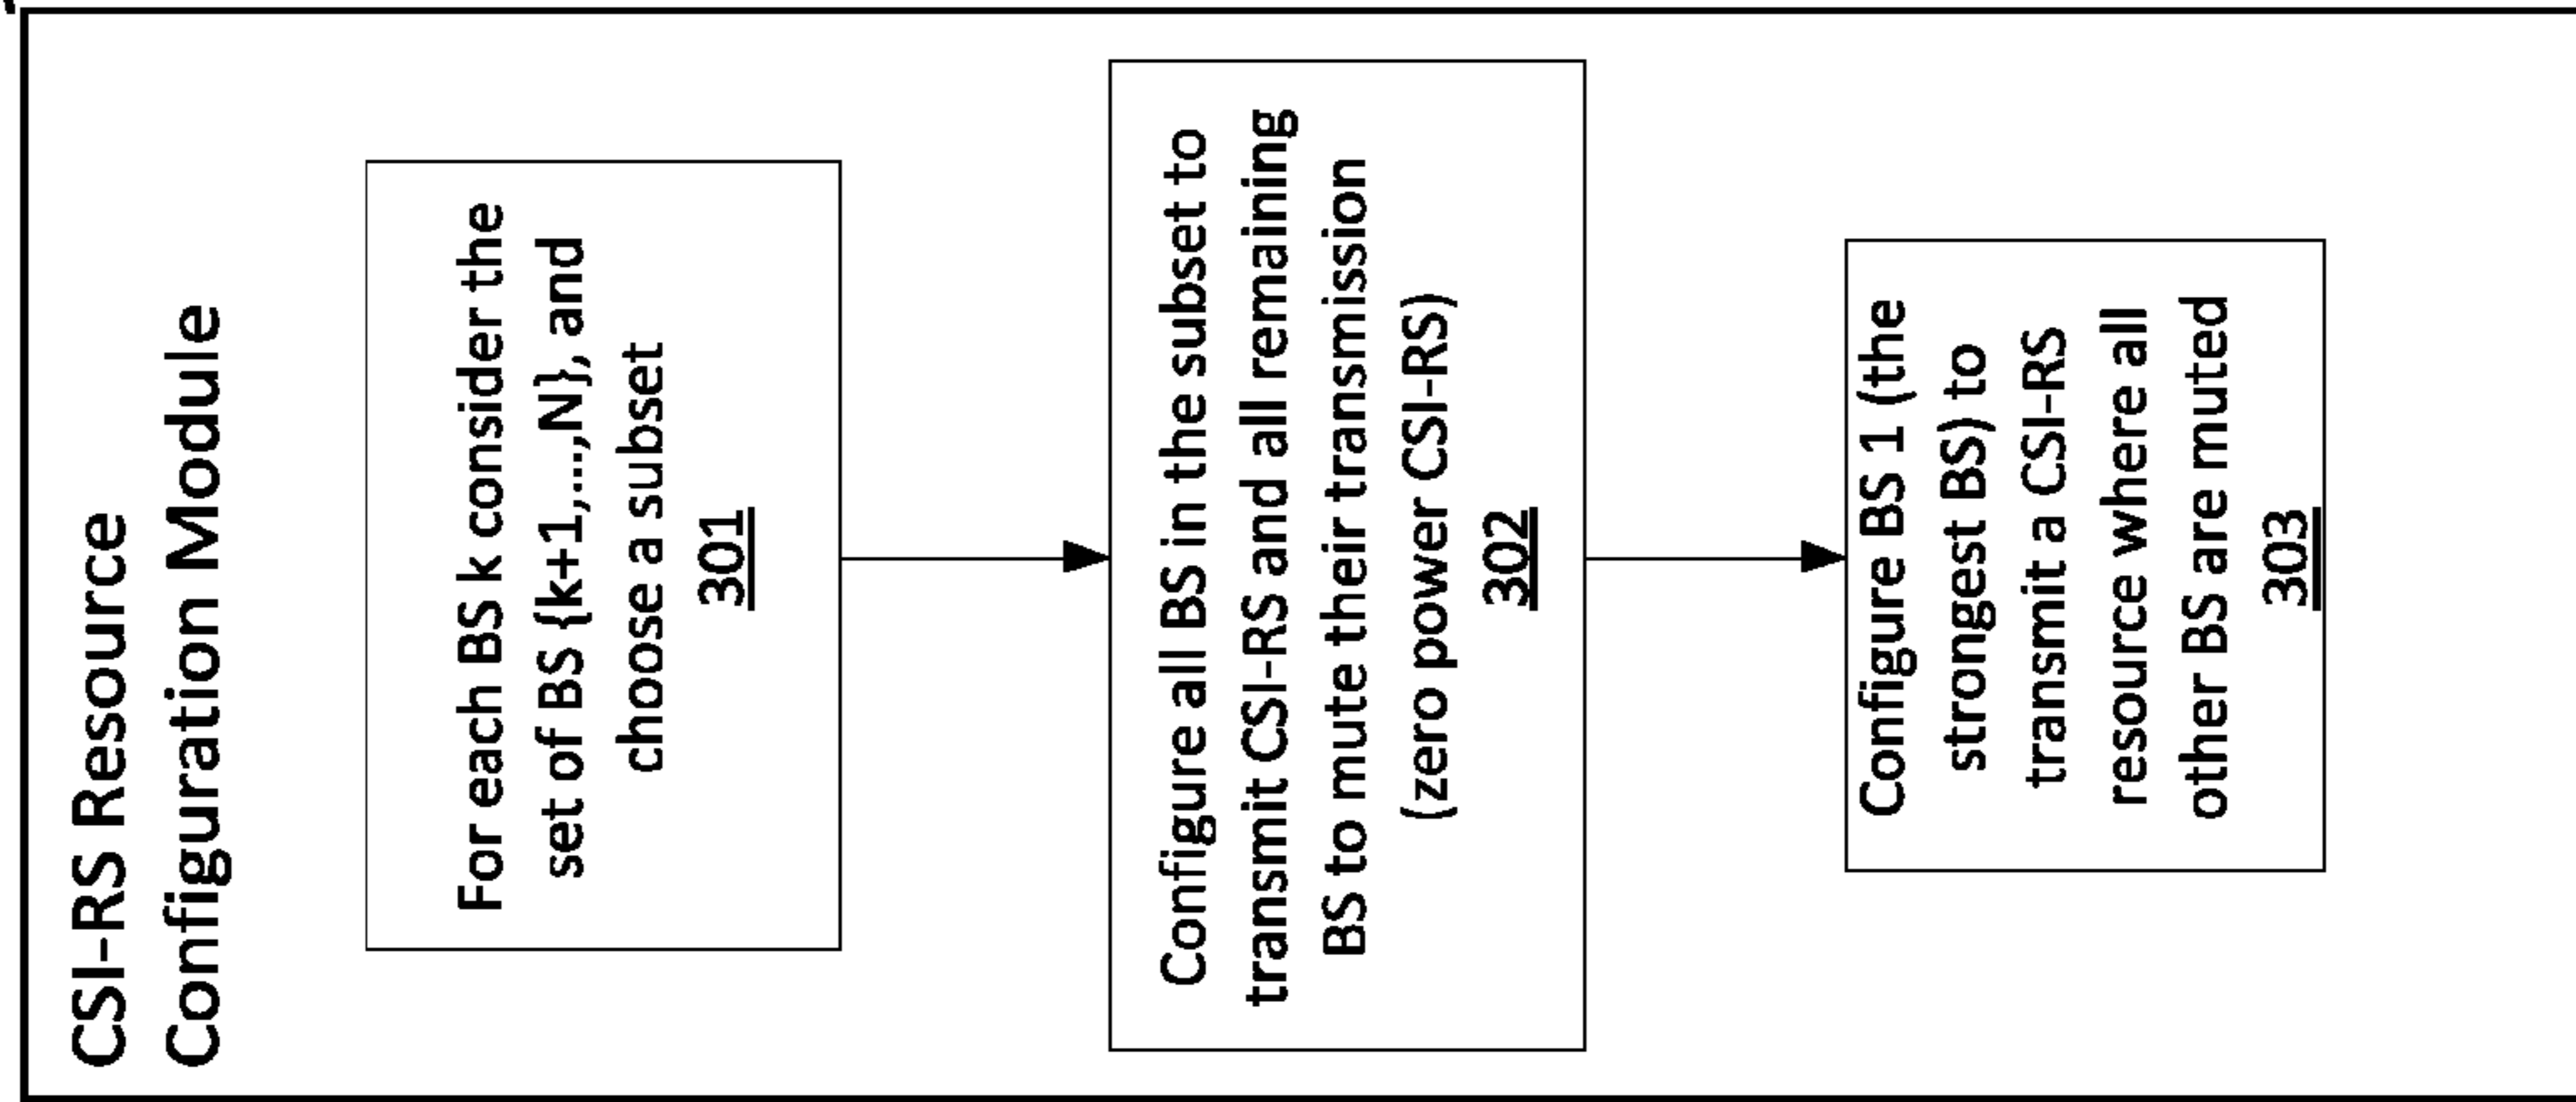 CSI-RS Resource
Configuration Module
For each BS k consider the
set of BS {k+1,...,N}, and
choose a subset
301
Configure all BS in the subset to
transmit CSI-RS and all remaining
BS to mute their transmission
(zero power CSI-RS)
302
Configure BS 1 (the
strongest BS) to
transmit a CSI-RS
resource where all
other BS are muted
303